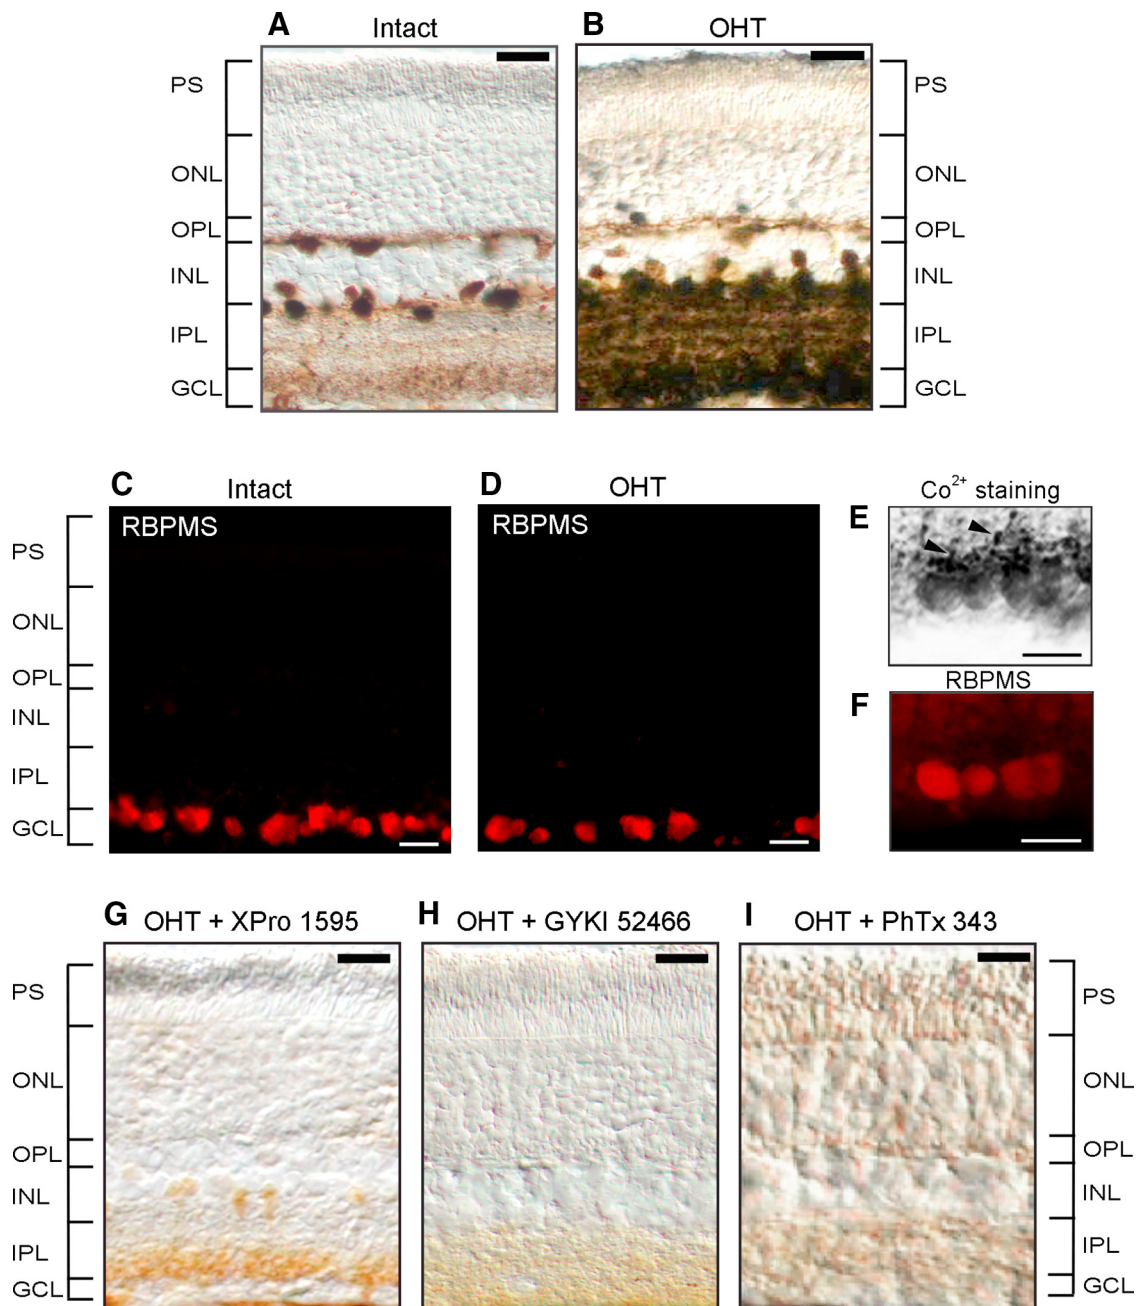 A Intact
B OHT
PS
ONL
OPL
INL
IPL
GCL
PS
ONL
OPL
INL
IPL
GCL
C Intact
RBPMS
D OHT
RBPMS
PS
ONL
OPL
INL
IPL
GCL
Co2+ staining
E
RBPMS
F
G OHT + XPro 1595
H OHT + GYKI 52466
I OHT + PhTx 343
PS
ONL
OPL
INL
IPL
GCL
PS
ONL
OPL
INL
IPL
GCL